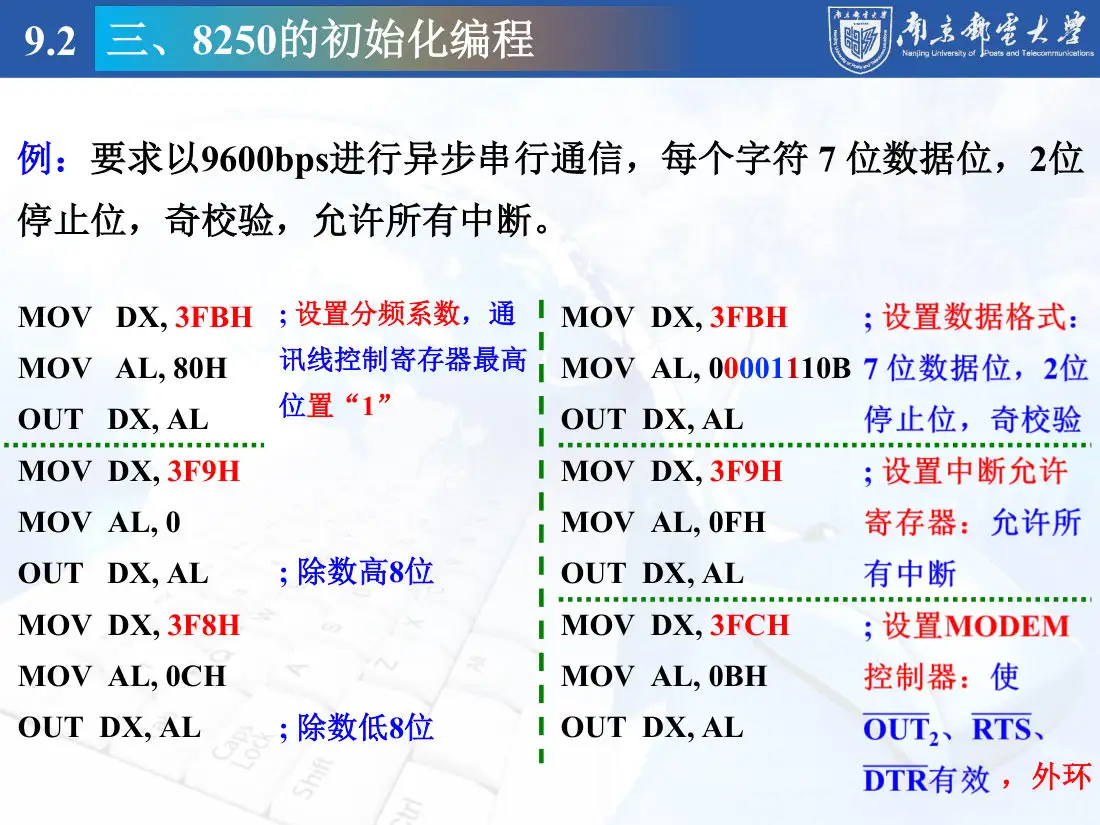 9.2 三、8250的初始化编程
南京邮电大学
Nanjing University of Posts and Telecommunications
例：要求以9600bps进行异步串行通信，每个字符 7 位数据位，2位
停止位，奇校验，允许所有中断。
MOV DX, 3FBH ; 设置分频系数，通
MOV AL, 80H 讯线控制寄存器最高
OUT DX, AL 位置“1”
MOV DX, 3F9H
MOV AL, 0
OUT DX, AL ; 除数高8位
MOV DX, 3F8H
MOV AL, 0CH
OUT DX, AL ; 除数低8位
MOV DX, 3FBH ; 设置数据格式：
MOV AL, 00001110B 7 位数据位，2位
OUT DX, AL 停止位，奇校验
MOV DX, 3F9H ; 设置中断允许
MOV AL, 0FH 寄存器：允许所
OUT DX, AL 有中断
MOV DX, 3FCH ; 设置MODEM
MOV AL, 0BH 控制器：使
OUT DX, AL OUT2、RTS、
DTR有效 ，外环
Caps
Lock
Shift
Ctrl